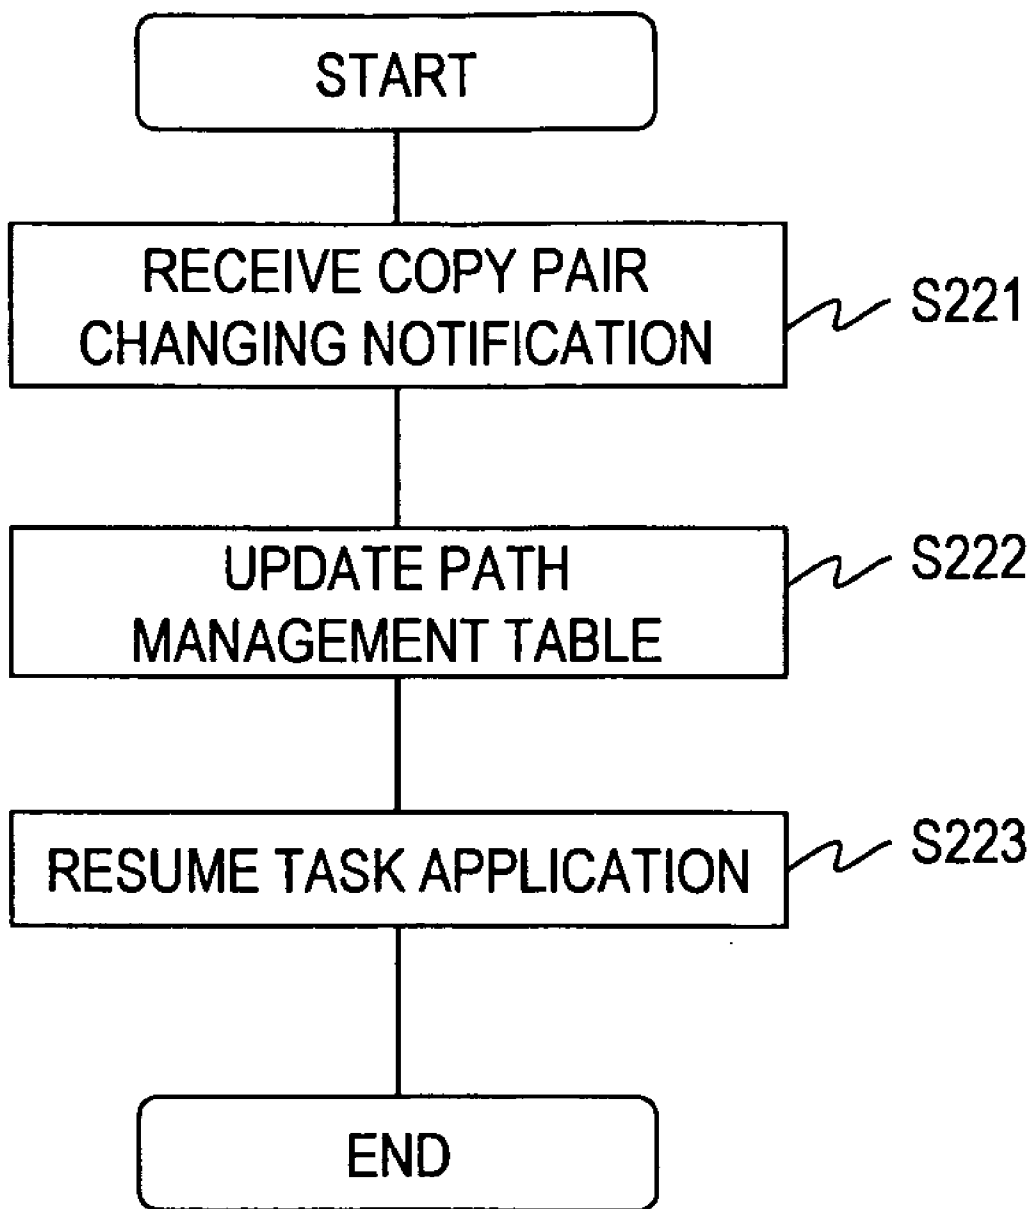 START
RECEIVE COPY PAIR
CHANGING NOTIFICATION
S221
UPDATE PATH
MANAGEMENT TABLE
S222
RESUME TASK APPLICATION
S223
END